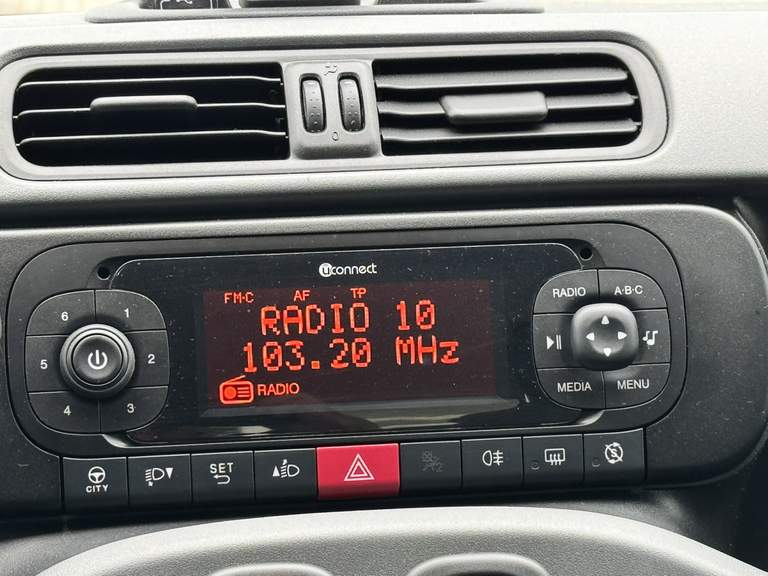 uconnect
FM-C AF TP
RADIO 10
103.20 MHz
RADIO
6 1
5 2
4 3
RADIO A·B·C
MEDIA MENU
CITY
SET
0